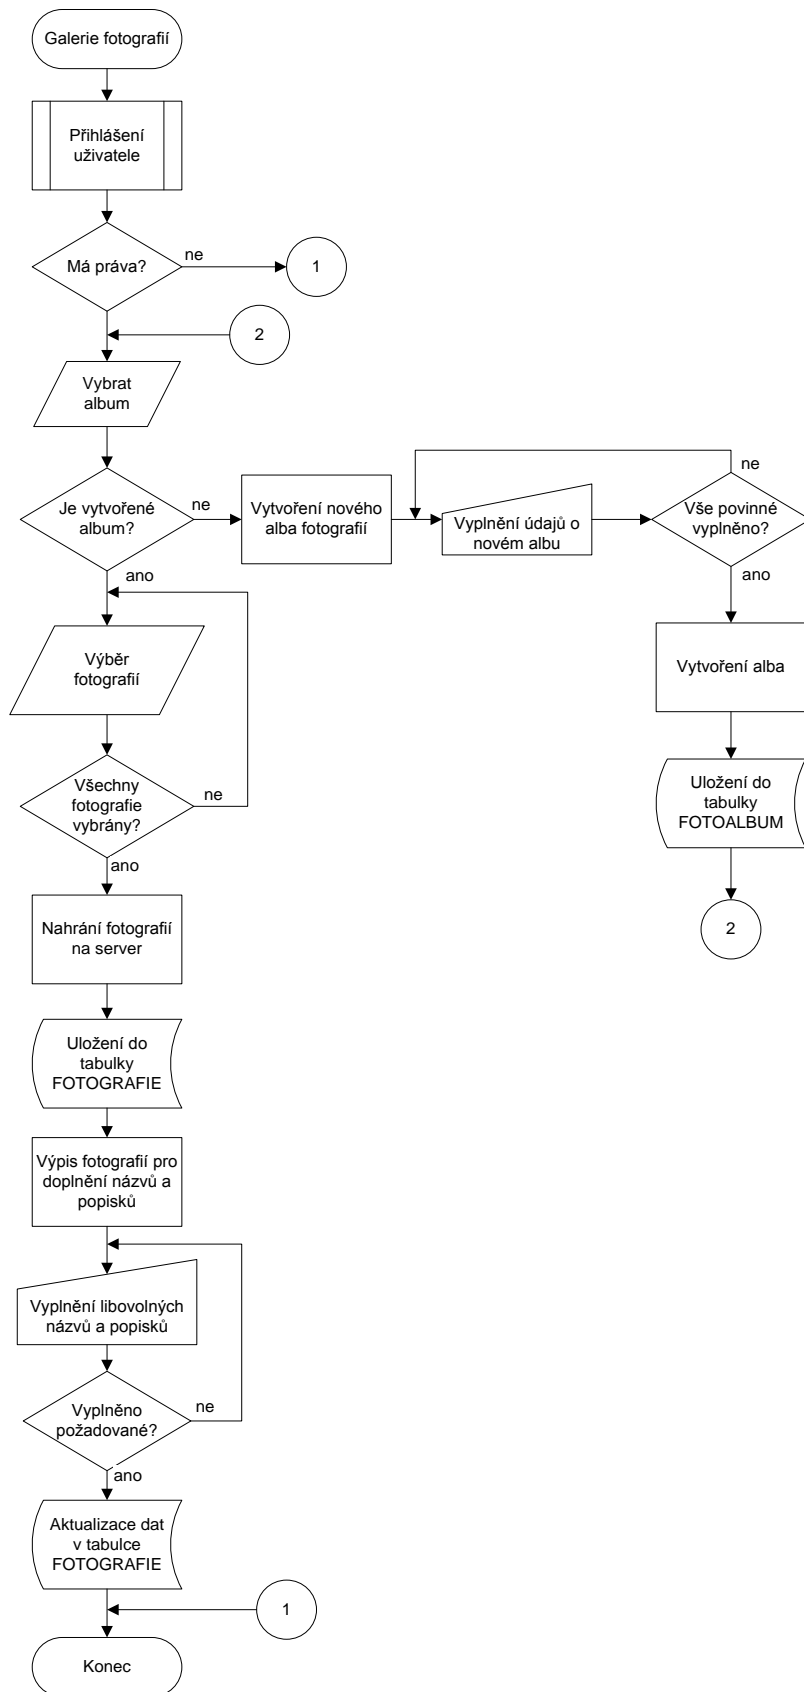 Galerie fotografií
Přihlášení
uživatele
Má práva?
ne
1
2
Vybrat
album
Je vytvořené
album?
ne
ano
Vytvoření nového
alba fotografií
Vyplnění údajů o
novém albu
ne
Vše povinné
vyplněno?
ano
Vytvoření alba
Uložení do
tabulky
FOTOALBUM
2
Výběr
fotografií
Všechny
fotografie
vybrány?
ne
ano
Nahrání fotografií
na server
Uložení do
tabulky
FOTOGRAFIE
Výpis fotografií pro
doplnění názvů a
popisků
Vyplnění libovolných
názvů a popisků
Vyplněno
požadované?
ne
ano
Aktualizace dat
v tabulce
FOTOGRAFIE
1
Konec